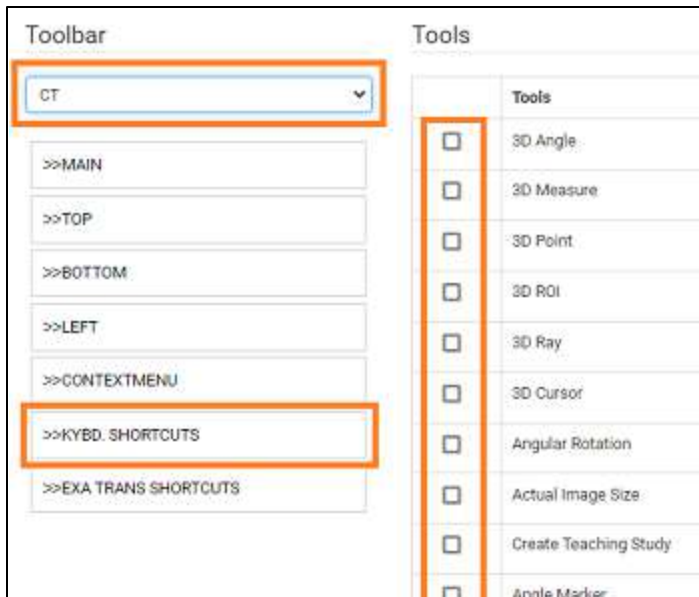 Toolbar
CT
>>MAIN
>>TOP
>>BOTTOM
>>LEFT
>>CONTEXTMENU
>>KYBD. SHORTCUTS
>>EXA TRANS SHORTCUTS
Tools
Tools
3D Angle
3D Measure
3D Point
3D ROI
3D Ray
3D Cursor
Angular Rotation
Actual Image Size
Create Teaching Study
Angle Marker